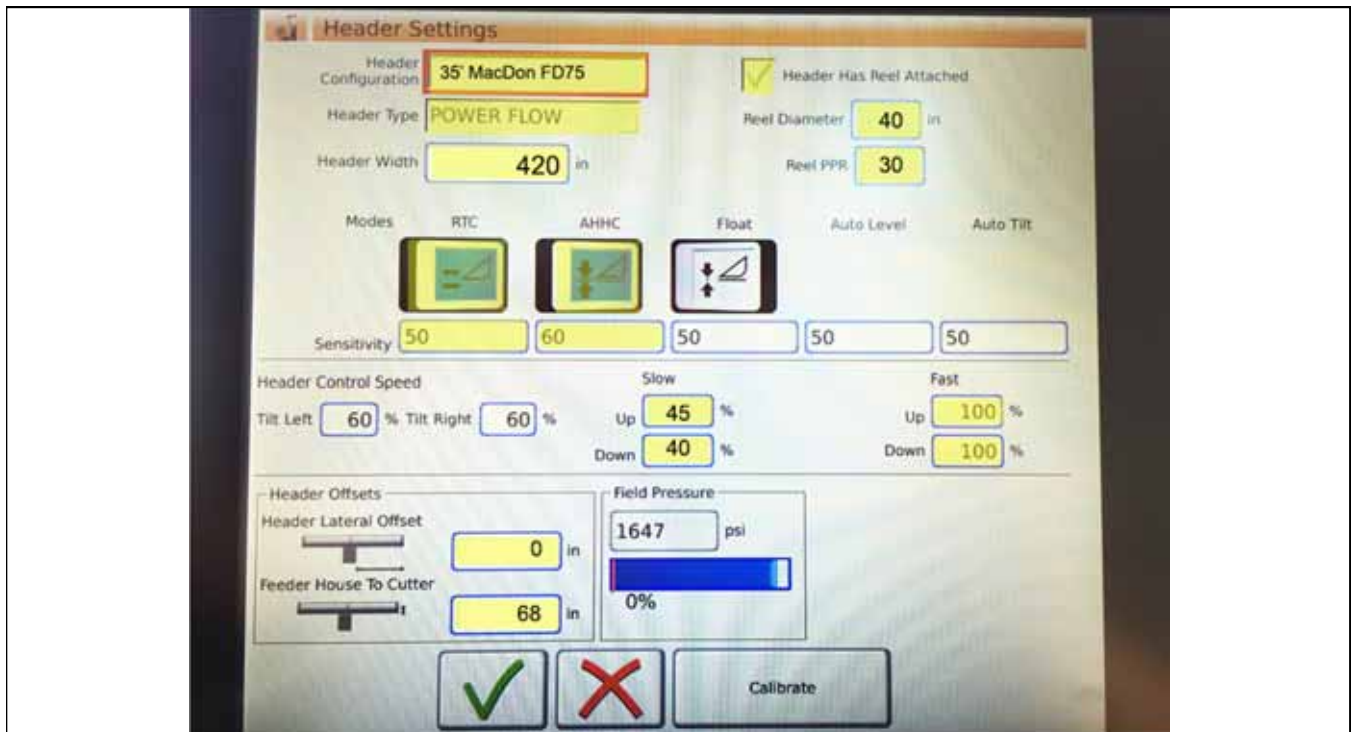 Header Settings
Header Configuration 35' MacDon FD75 Header Has Reel Attached
Header Type POWER FLOW Reel Diameter 40 in
Header Width 420 in Reel PPR 30
Modes RTC AHHC Float Auto Level Auto Tilt
Sensitivity 50 60 50 50 50
Header Control Speed Slow Fast
Tilt Left 60 % Tilt Right 60 % Up 45 % Up 100 %
Down 40 % Down 100 %
Header Offsets Field Pressure
Header Lateral Offset 1647 psi
0 in
Feeder House To Cutter 0%
68 in
Calibrate